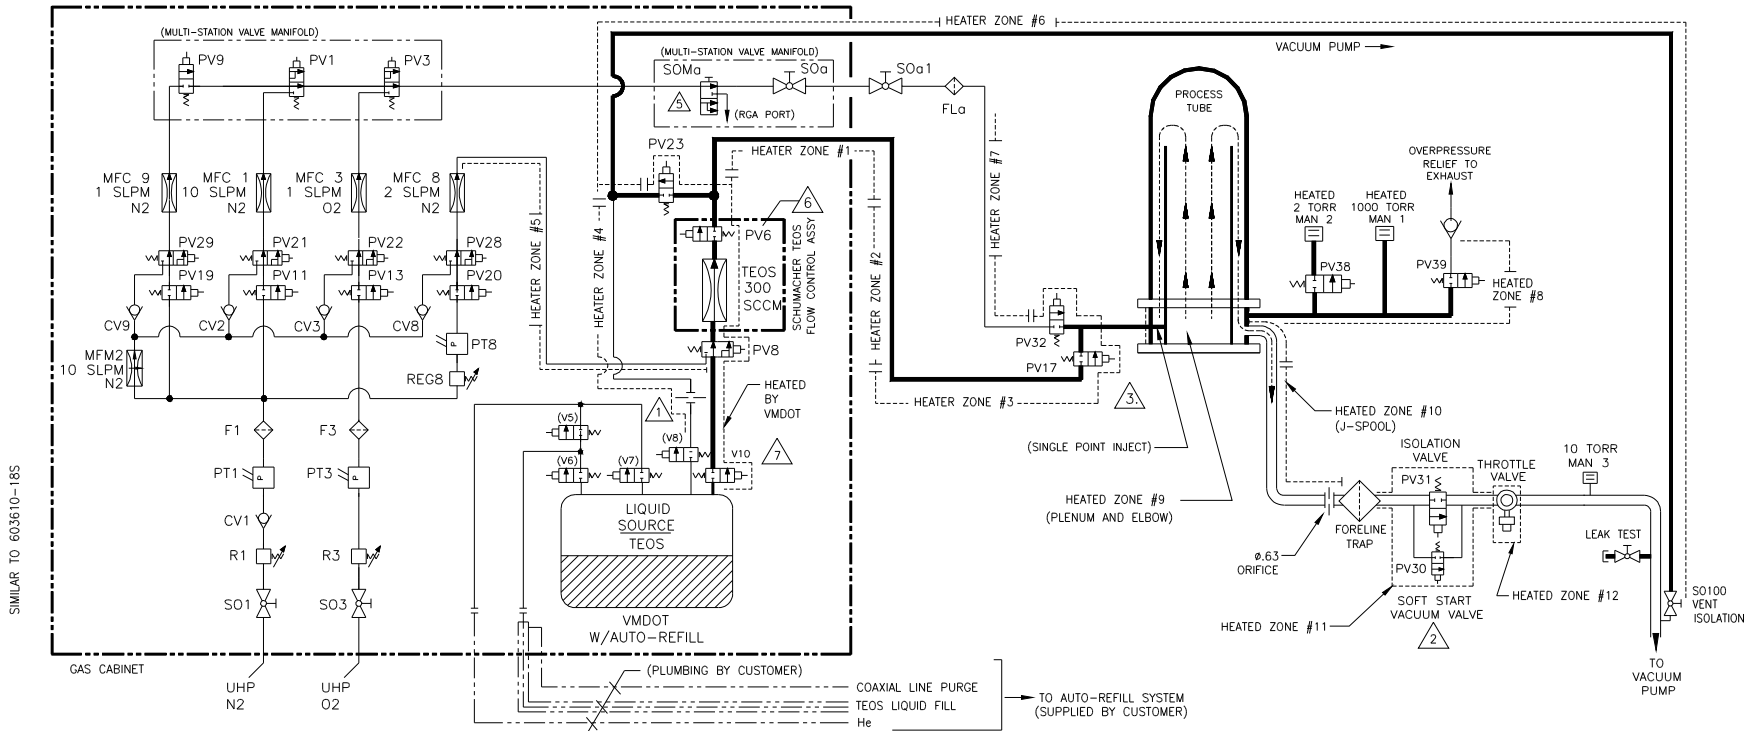 HEATER ZONE #6
VACUUM PUMP
(MULTI-STATION VALVE MANIFOLD)
PV9
PV1
PV3
(MULTI-STATION VALVE MANIFOLD)
SOMa
SOa
SOa1
5
(RGA PORT)
FLa
PROCESS
TUBE
PV23
HEATER ZONE #1
HEATER ZONE #7
OVERPRESSURE
RELIEF TO
EXHAUST
MFC 9
1 SLPM
N2
MFC 1
10 SLPM
N2
MFC 3
1 SLPM
O2
MFC 8
2 SLPM
N2
HEATED
2 TORR
MAN 2
HEATED
1000 TORR
MAN 1
6
PV6
HEATER ZONE #5
HEATER ZONE #4
TEOS
300
SCCM
SCHUMACHER TEOS
FLOW CONTROL ASSY
HEATER ZONE #2
PV29
PV21
PV22
PV28
PV19
PV11
PV13
PV20
PV38
PV39
HEATED
ZONE #8
CV9
CV2
CV3
CV8
P
PT8
PV32
PV8
PV17
MFM2
10 SLPM
N2
REG8
HEATED
BY
VMDOT
HEATER ZONE #3
3.
HEATED ZONE #10
(J-SPOOL)
1
(V5)
(V8)
(V6)
(V7)
V10
7
F1
F3
(SINGLE POINT INJECT)
ISOLATION
VALVE
10 TORR
MAN 3
THROTTLE
VALVE
PT1
P
PT3
P
PV31
HEATED ZONE #9
(PLENUM AND ELBOW)
LIQUID
SOURCE
TEOS
CV1
FORELINE
TRAP
LEAK TEST
R1
R3
ø.63
ORIFICE
PV30
SO1
SO3
HEATED ZONE #12
SO100
VENT
ISOLATION
SOFT START
VACUUM VALVE
2
HEATED ZONE #11
VMDOT
W/AUTO-REFILL
SIMILAR TO 603610-18S
GAS CABINET
(PLUMBING BY CUSTOMER)
TO
VACUUM
PUMP
UHP
N2
UHP
O2
COAXIAL LINE PURGE
TEOS LIQUID FILL
He
TO AUTO-REFILL SYSTEM
(SUPPLIED BY CUSTOMER)